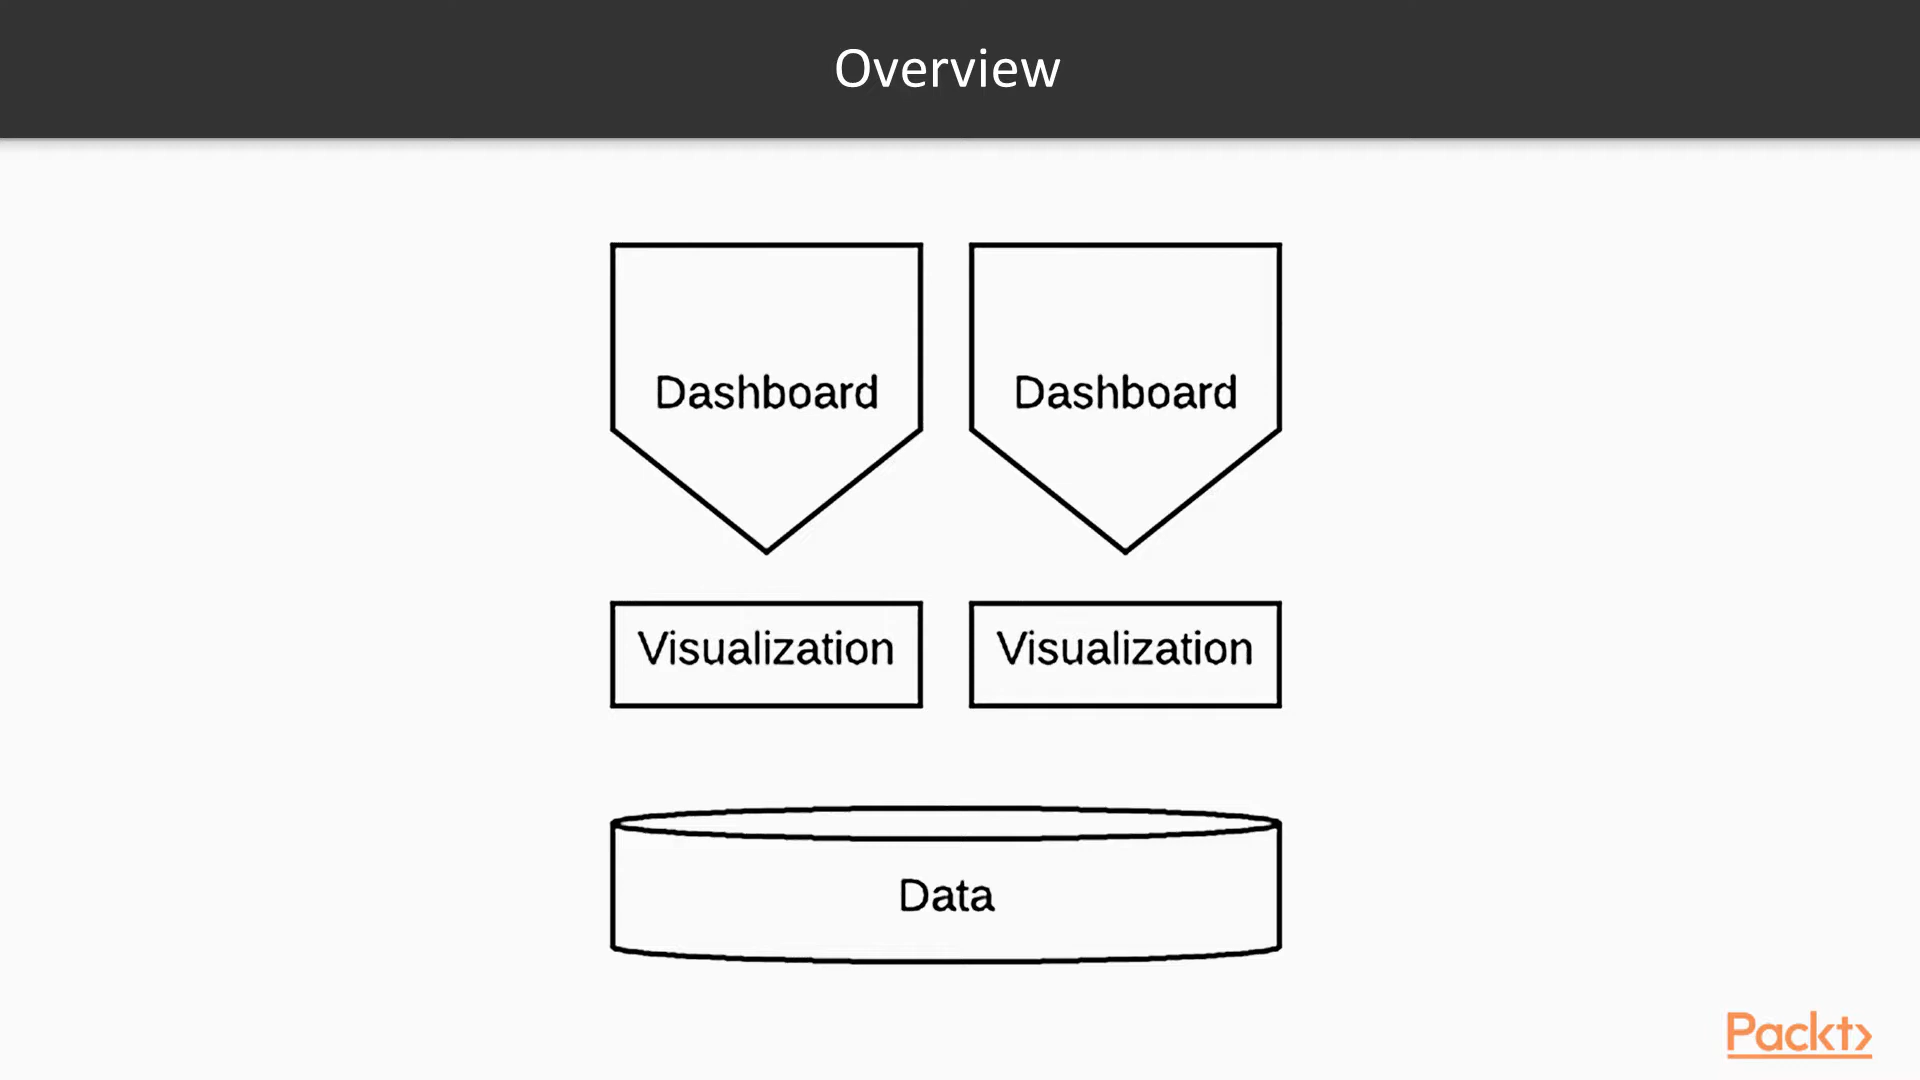 Overview
Dashboard Dashboard
Visualization Visualization
Data
Packt>